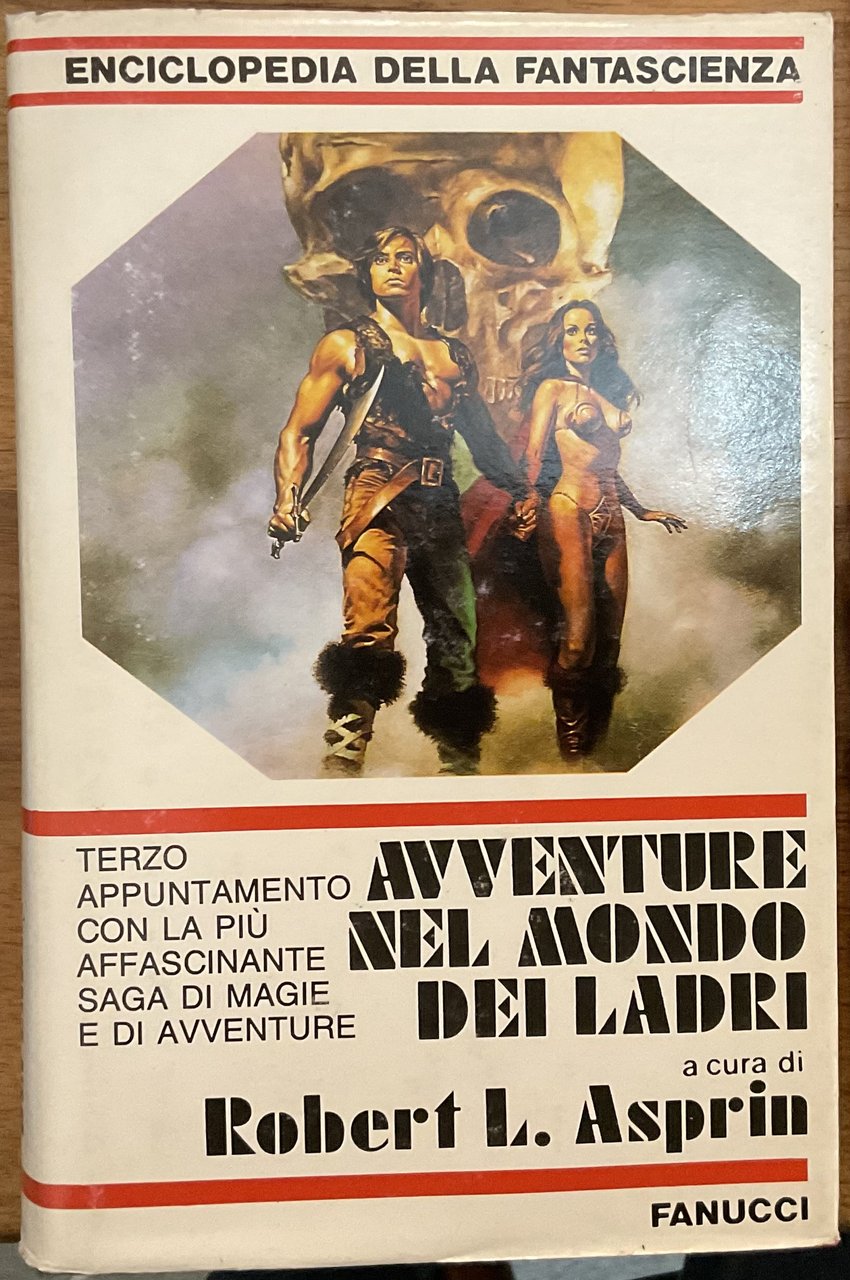 ENCICLOPEDIA DELLA FANTASCIENZA
TERZO
APPUNTAMENTO
CON LA PIÙ
AFFASCINANTE
SAGA DI MAGIE
E DI AVVENTURE
AVVENTURE
NEL MONDO
DEI LADRI
a cura di
Robert L. Asprin
FANUCCI